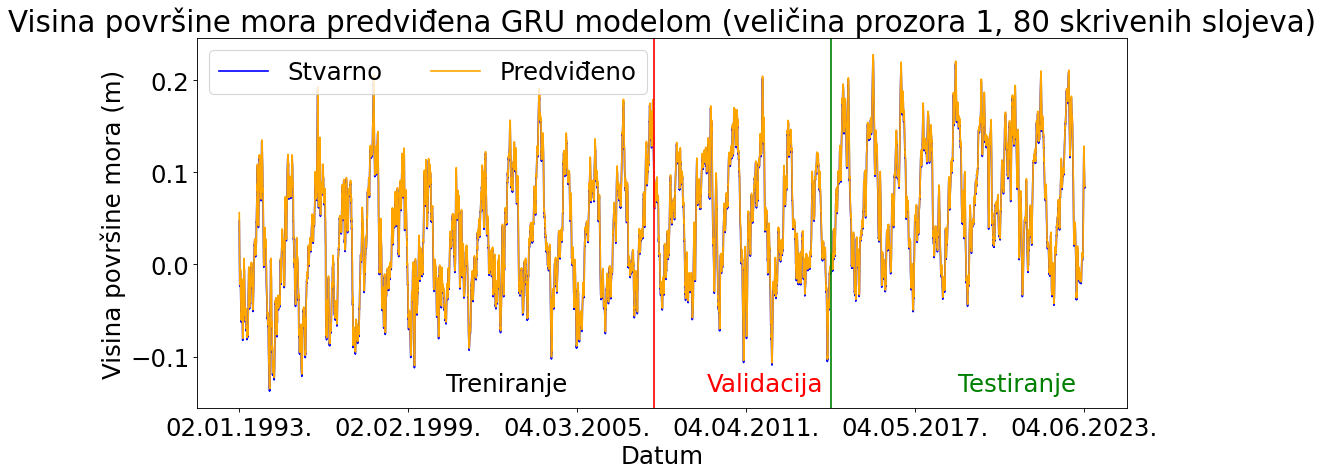 Visina površine mora predviđena GRU modelom (veličina prozora 1, 80 skrivenih slojeva)
Stvarno Predviđeno
Visina površine mora (m)
0.2
0.1
0.0
−0.1
Treniranje Validacija Testiranje
02.01.1993. 02.02.1999. 04.03.2005. 04.04.2011. 04.05.2017. 04.06.2023.
Datum